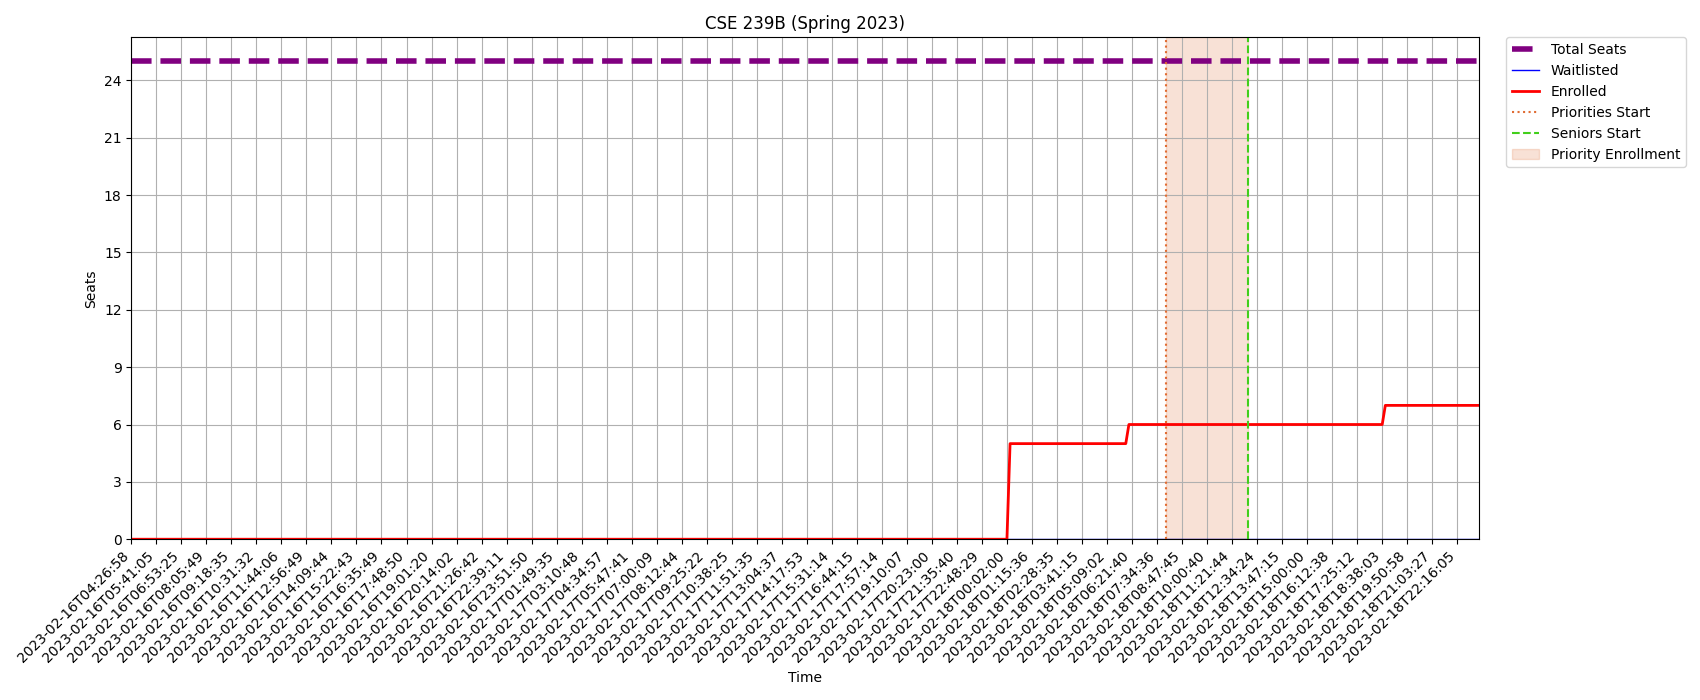 CSE 239B (Spring 2023)
Total Seats
Waitlisted
Enrolled
Priorities Start
Seniors Start
Priority Enrollment
Seats
24
21
18
15
12
9
6
3
0
2023-02-16T04:26:58
2023-02-16T05:41:05
2023-02-16T06:53:25
2023-02-16T08:05:49
2023-02-16T09:18:35
2023-02-16T10:31:32
2023-02-16T11:44:06
2023-02-16T12:56:49
2023-02-16T14:09:44
2023-02-16T15:22:43
2023-02-16T16:35:49
2023-02-16T17:48:50
2023-02-16T19:01:20
2023-02-16T20:14:02
2023-02-16T21:26:42
2023-02-16T22:39:11
2023-02-16T23:51:50
2023-02-17T01:49:35
2023-02-17T03:10:48
2023-02-17T04:34:57
2023-02-17T05:47:41
2023-02-17T07:00:09
2023-02-17T08:12:44
2023-02-17T09:25:22
2023-02-17T10:38:25
2023-02-17T11:51:35
2023-02-17T13:04:37
2023-02-17T14:17:53
2023-02-17T15:31:14
2023-02-17T16:44:15
2023-02-17T17:57:14
2023-02-17T19:10:07
2023-02-17T20:23:00
2023-02-17T21:35:40
2023-02-17T22:48:29
2023-02-18T00:02:00
2023-02-18T01:15:36
2023-02-18T02:28:35
2023-02-18T03:41:15
2023-02-18T05:09:02
2023-02-18T06:21:40
2023-02-18T07:34:36
2023-02-18T08:47:45
2023-02-18T10:00:40
2023-02-18T11:21:44
2023-02-18T12:34:24
2023-02-18T13:47:15
2023-02-18T15:00:00
2023-02-18T16:12:38
2023-02-18T17:25:12
2023-02-18T18:38:03
2023-02-18T19:50:58
2023-02-18T21:03:27
2023-02-18T22:16:05
Time